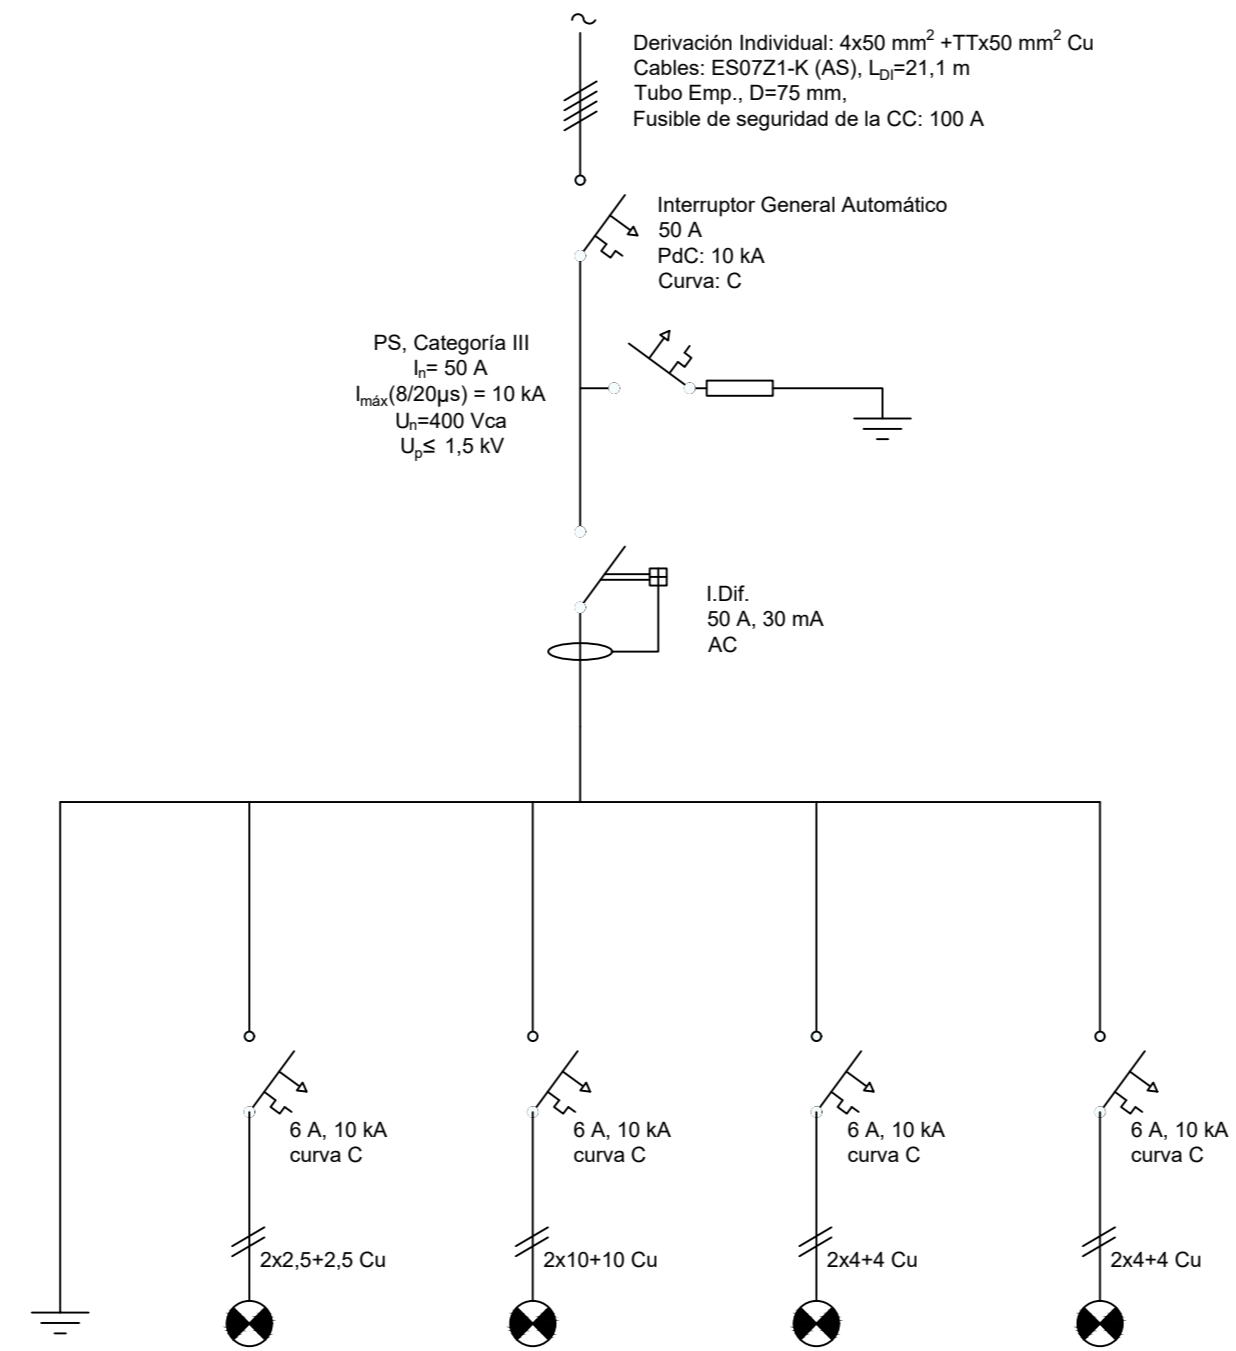 Derivación Individual: 4x50 mm² +TTx50 mm² Cu
Cables: ES07Z1-K (AS), L_DI=21,1 m
Tubo Emp., D=75 mm,
Fusible de seguridad de la CC: 100 A
Interruptor General Automático
50 A
PdC: 10 kA
Curva: C
PS, Categoría III
Iₙ= 50 A
I_máx(8/20µs) = 10 kA
Uₙ=400 Vca
Uₚ≤ 1,5 kV
I.Dif.
50 A, 30 mA
AC
6 A, 10 kA
curva C
2x2,5+2,5 Cu
6 A, 10 kA
curva C
2x10+10 Cu
6 A, 10 kA
curva C
2x4+4 Cu
6 A, 10 kA
curva C
2x4+4 Cu